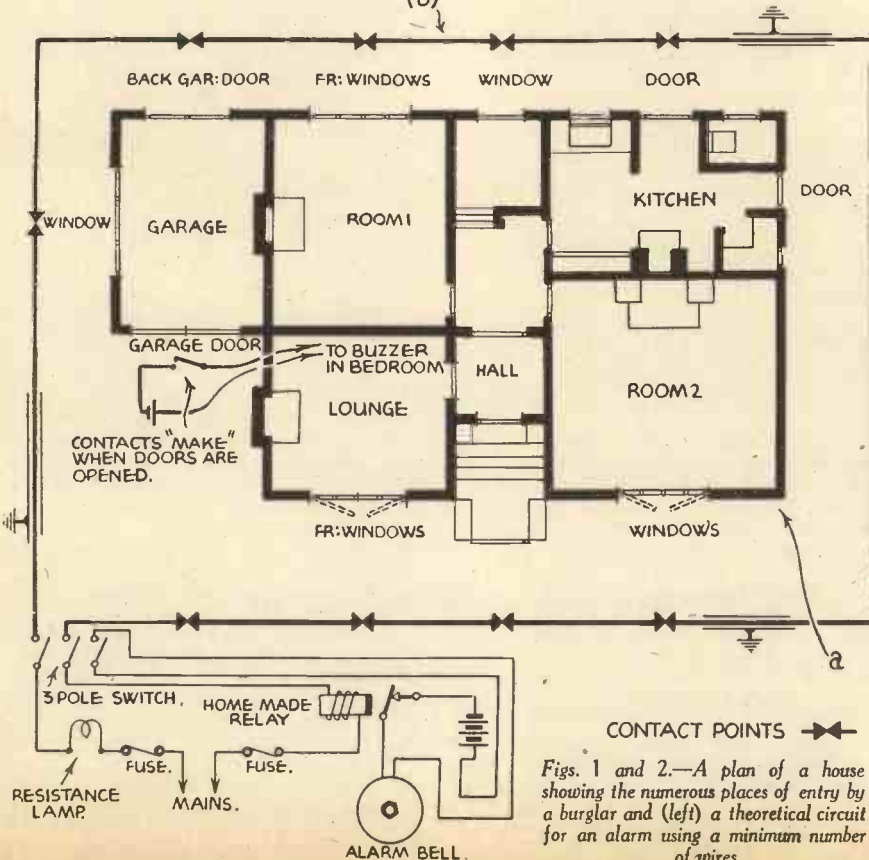 (b)
BACK GAR: DOOR
FR: WINDOWS
WINDOW
DOOR
WINDOW
GARAGE
ROOM 1
KITCHEN
DOOR
GARAGE DOOR
TO BUZZER
IN BEDROOM
HALL
ROOM 2
LOUNGE
CONTACTS "MAKE"
WHEN DOORS ARE
OPENED.
FR: WINDOWS
WINDOWS
a
3 POLE SWITCH.
HOME MADE
RELAY
CONTACT POINTS
FUSE.
FUSE.
RESISTANCE
LAMP.
MAINS.
ALARM BELL.
Figs. 1 and 2.—A plan of a house
showing the numerous places of entry by
a burglar and (left) a theoretical circuit
for an alarm using a minimum number
of wires